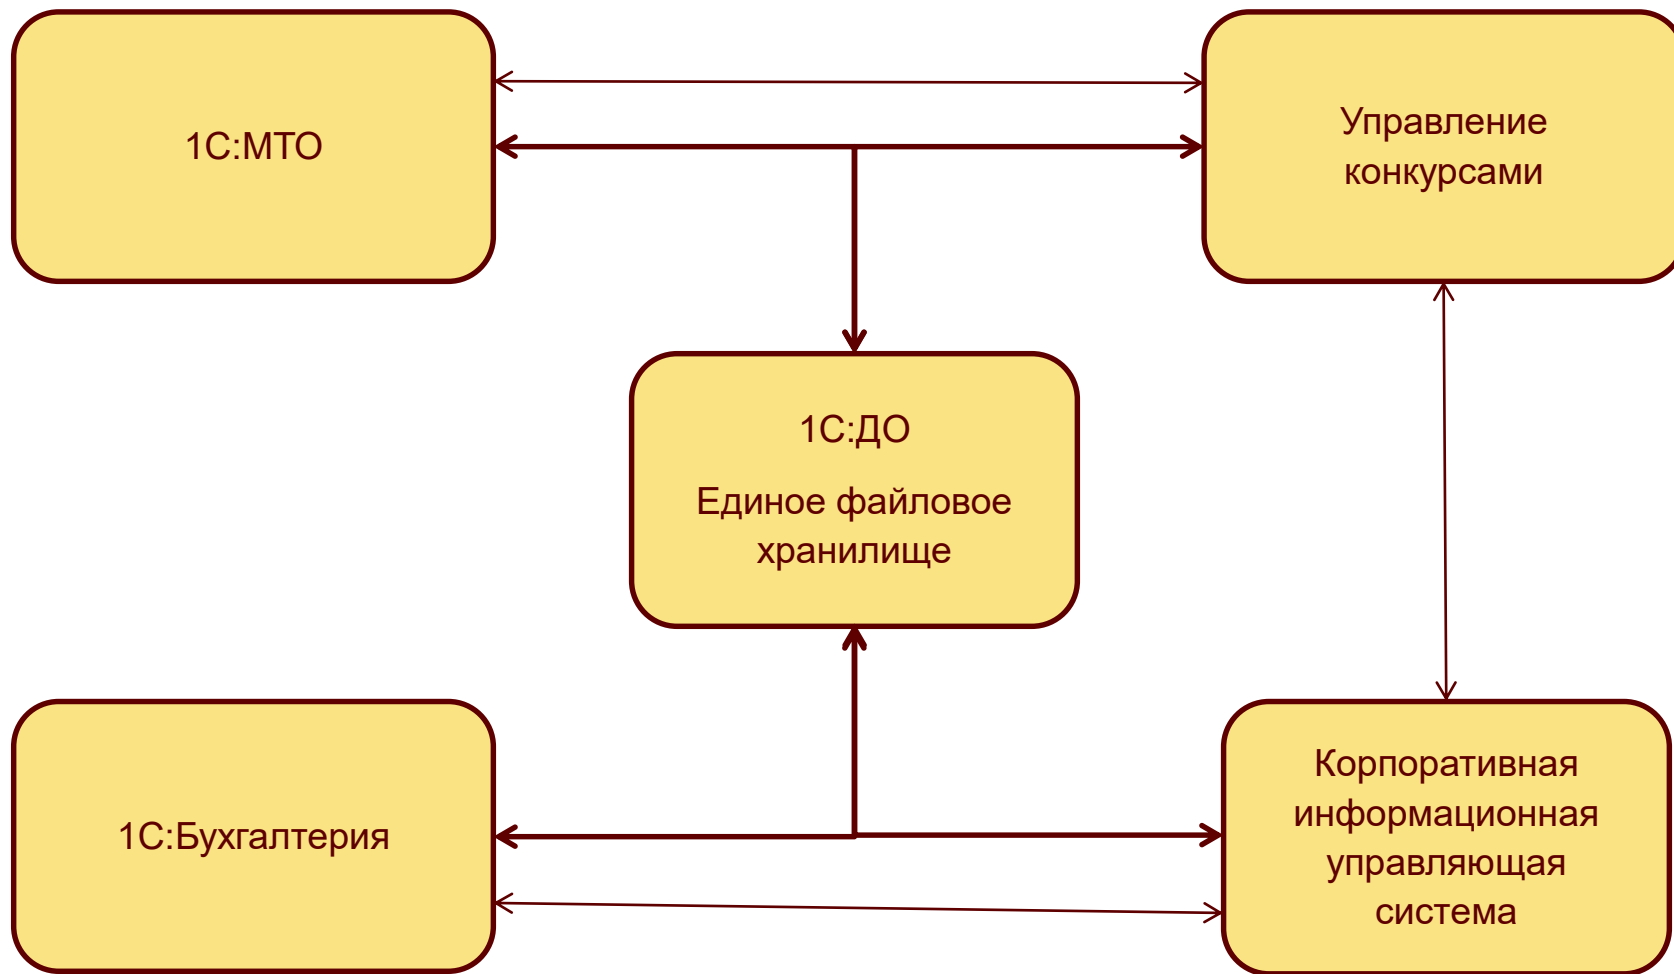 1С:МТО
Управление
конкурсами
1С:ДО
Единое файловое
хранилище
1С:Бухгалтерия
Корпоративная
информационная
управляющая
система